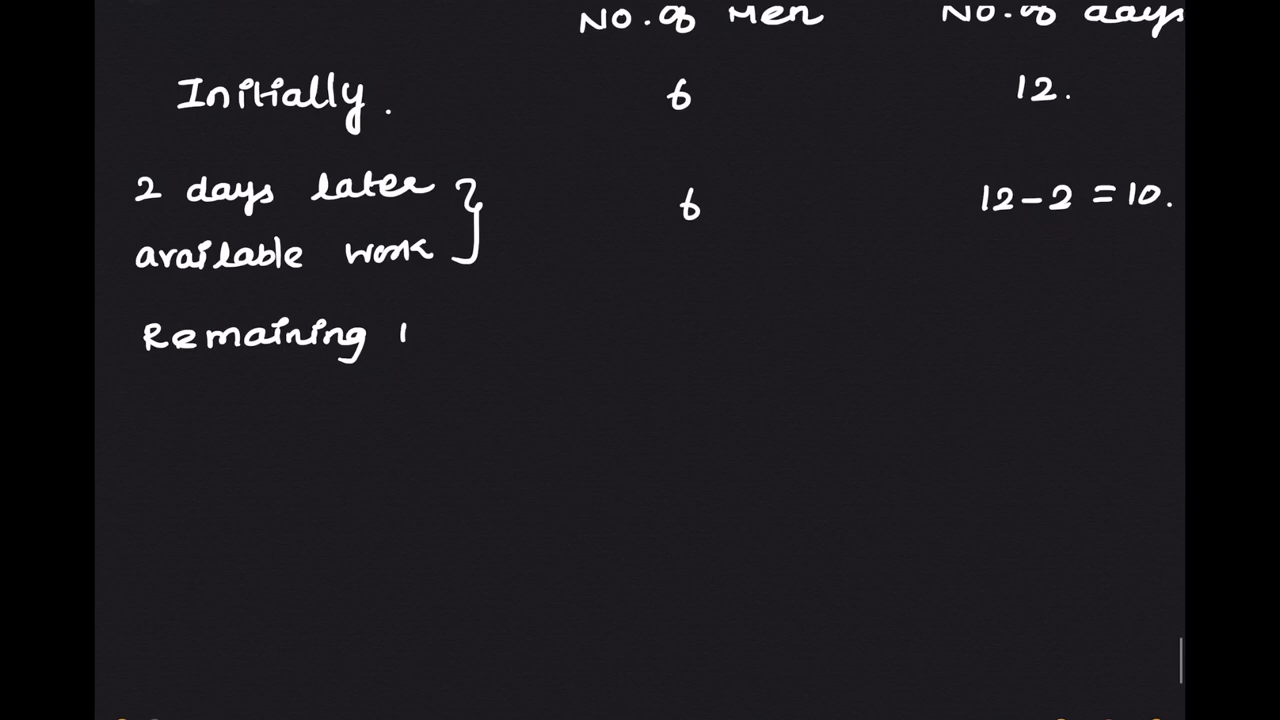 No. of Men No. of days
Initially. 6 12.
2 days later 6 12-2=10.
available work
Remaining